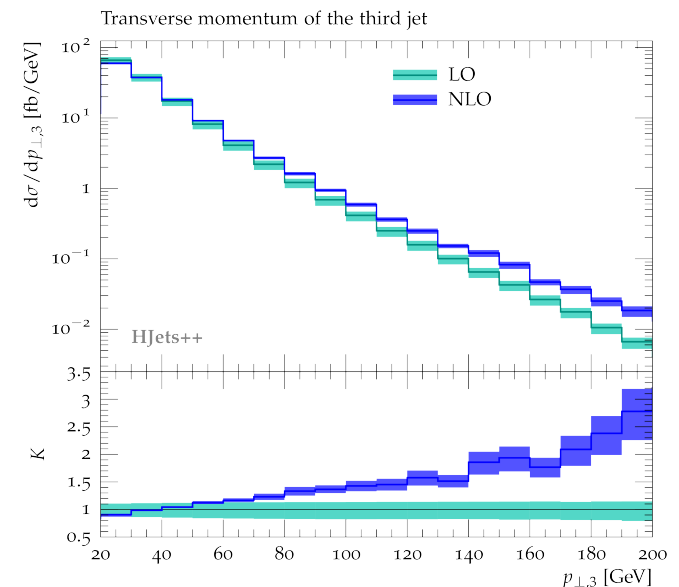 Transverse momentum of the third jet
dσ/dp⊥,3 [fb/GeV]
10²
10¹
1
10⁻¹
10⁻²
LO
NLO
HJets++
K
3.5
3
2.5
2
1.5
1
0.5
20 40 60 80 100 120 140 160 180 200
p⊥,3 [GeV]